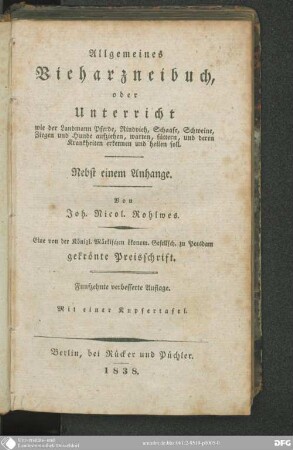 Allgemeines
Vieharzneibuch,
oder
Unterricht
wie der Landmann Pferde, Rindvieh, Schaafe, Schweine,
Ziegen und Hunde aufziehen, warten, füttern, und deren
Krankheiten erkennen und heilen soll.
Nebst einem Anhange.
Von
Joh. Nicol. Rohlwes.
Eine von der Königl. Märkischen ökonom. Gesellsch. zu Potsdam
gekrönte Preisschrift.
Funfzehnte verbesserte Auflage.
Mit einer Kupfertafel.
Berlin, bei Rücker und Püchler.
1838.
DFG